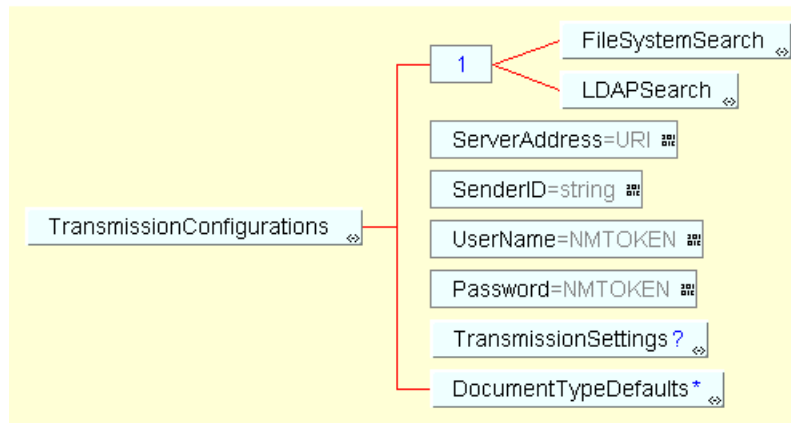 FileSystemSearch
1
LDAPSearch
ServerAddress=URI
SenderID=string
TransmissionConfigurations
UserName=NMTOKEN
Password=NMTOKEN
TransmissionSettings?
DocumentTypeDefaults*